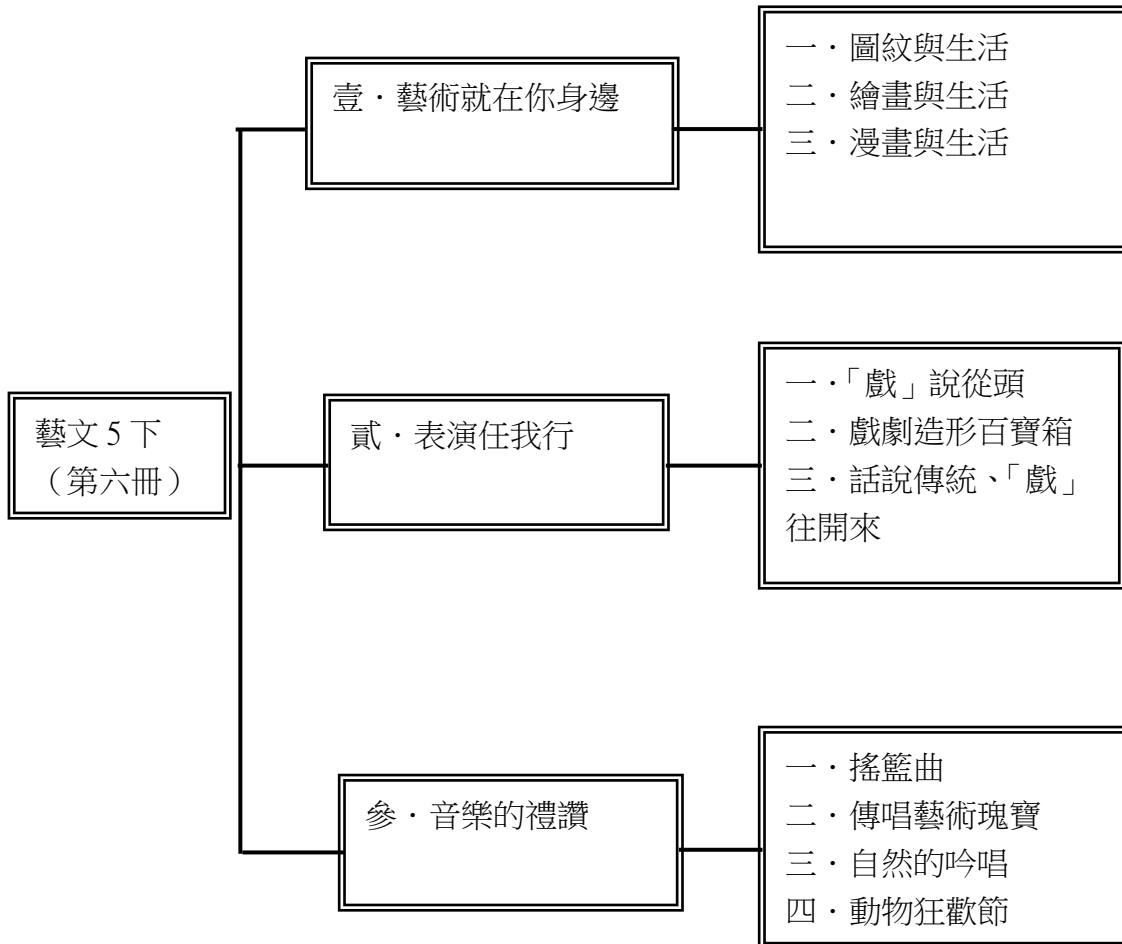 壹．藝術就在你身邊
一．圖紋與生活
二．繪畫與生活
三．漫畫與生活
藝文 5 下
（第六冊）
貳．表演任我行
一．「戲」說從頭
二．戲劇造形百寶箱
三．話說傳統、「戲」
往開來
參．音樂的禮讚
一．搖籃曲
二．傳唱藝術瑰寶
三．自然的吟唱
四．動物狂歡節